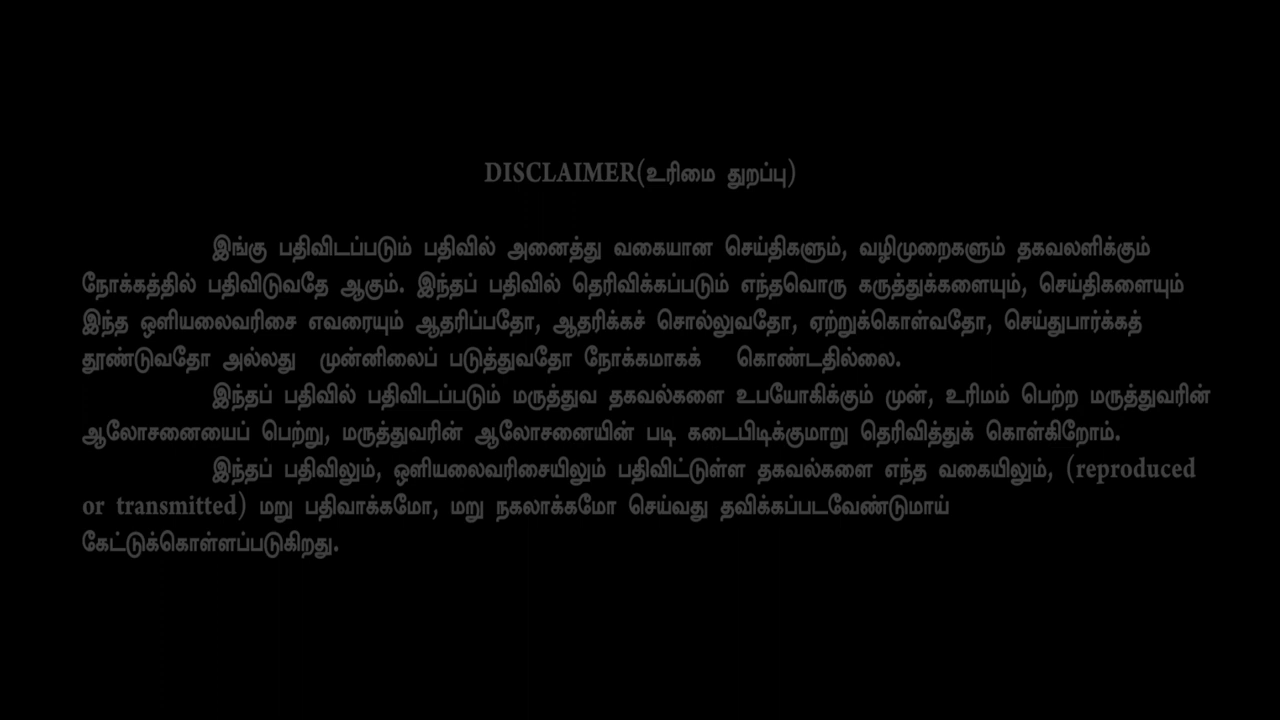 DISCLAIMER(உரிமை துறப்பு)
இங்கு பதிவிடப்படும் பதிவில் அனைத்து வகையான செய்திகளும், வழிமுறைகளும் தகவலளிக்கும்
நோக்கத்தில் பதிவிடுவதே ஆகும். இந்தப் பதிவில் தெரிவிக்கப்படும் எந்தவொரு கருத்துக்களையும், செய்திகளையும்
இந்த ஒளியலைவரிசை எவரையும் ஆதரிப்பதோ, ஆதரிக்கச் சொல்லுவதோ, ஏற்றுக்கொள்வதோ, செய்துபார்க்கத்
தூண்டுவதோ அல்லது முன்னிலைப் படுத்துவதோ நோக்கமாகக் கொண்டதில்லை.
இந்தப் பதிவில் பதிவிடப்படும் மருத்துவ தகவல்களை உபயோகிக்கும் முன், உரிமம் பெற்ற மருத்துவரின்
ஆலோசனையைப் பெற்று, மருத்துவரின் ஆலோசனையின் படி கடைபிடிக்குமாறு தெரிவித்துக் கொள்கிறோம்.
இந்தப் பதிவிலும், ஒளியலைவரிசையிலும் பதிவிட்டுள்ள தகவல்களை எந்த வகையிலும், (reproduced
or transmitted) மறு பதிவாக்கமோ, மறு நகலாக்கமோ செய்வது தவிக்கப்படவேண்டுமாய்
கேட்டுக்கொள்ளப்படுகிறது.